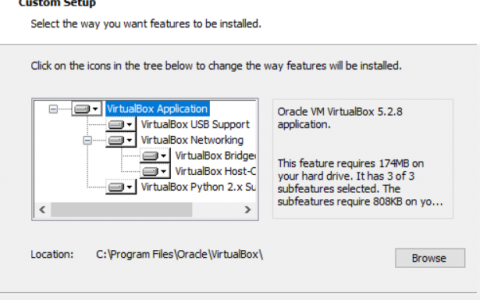 Custom Setup
Select the way you want features to be installed.
Click on the icons in the tree below to change the way features will be installed.
VirtualBox Application
VirtualBox USB Support
VirtualBox Networking
VirtualBox Bridge
VirtualBox Host-C
VirtualBox Python 2.x Su
Oracle VM VirtualBox 5.2.8
application.
This feature requires 174MB on
your hard drive. It has 3 of 3
subfeatures selected. The
subfeatures require 808KB on yo...
Location: C:\Program Files\Oracle\VirtualBox\
Browse